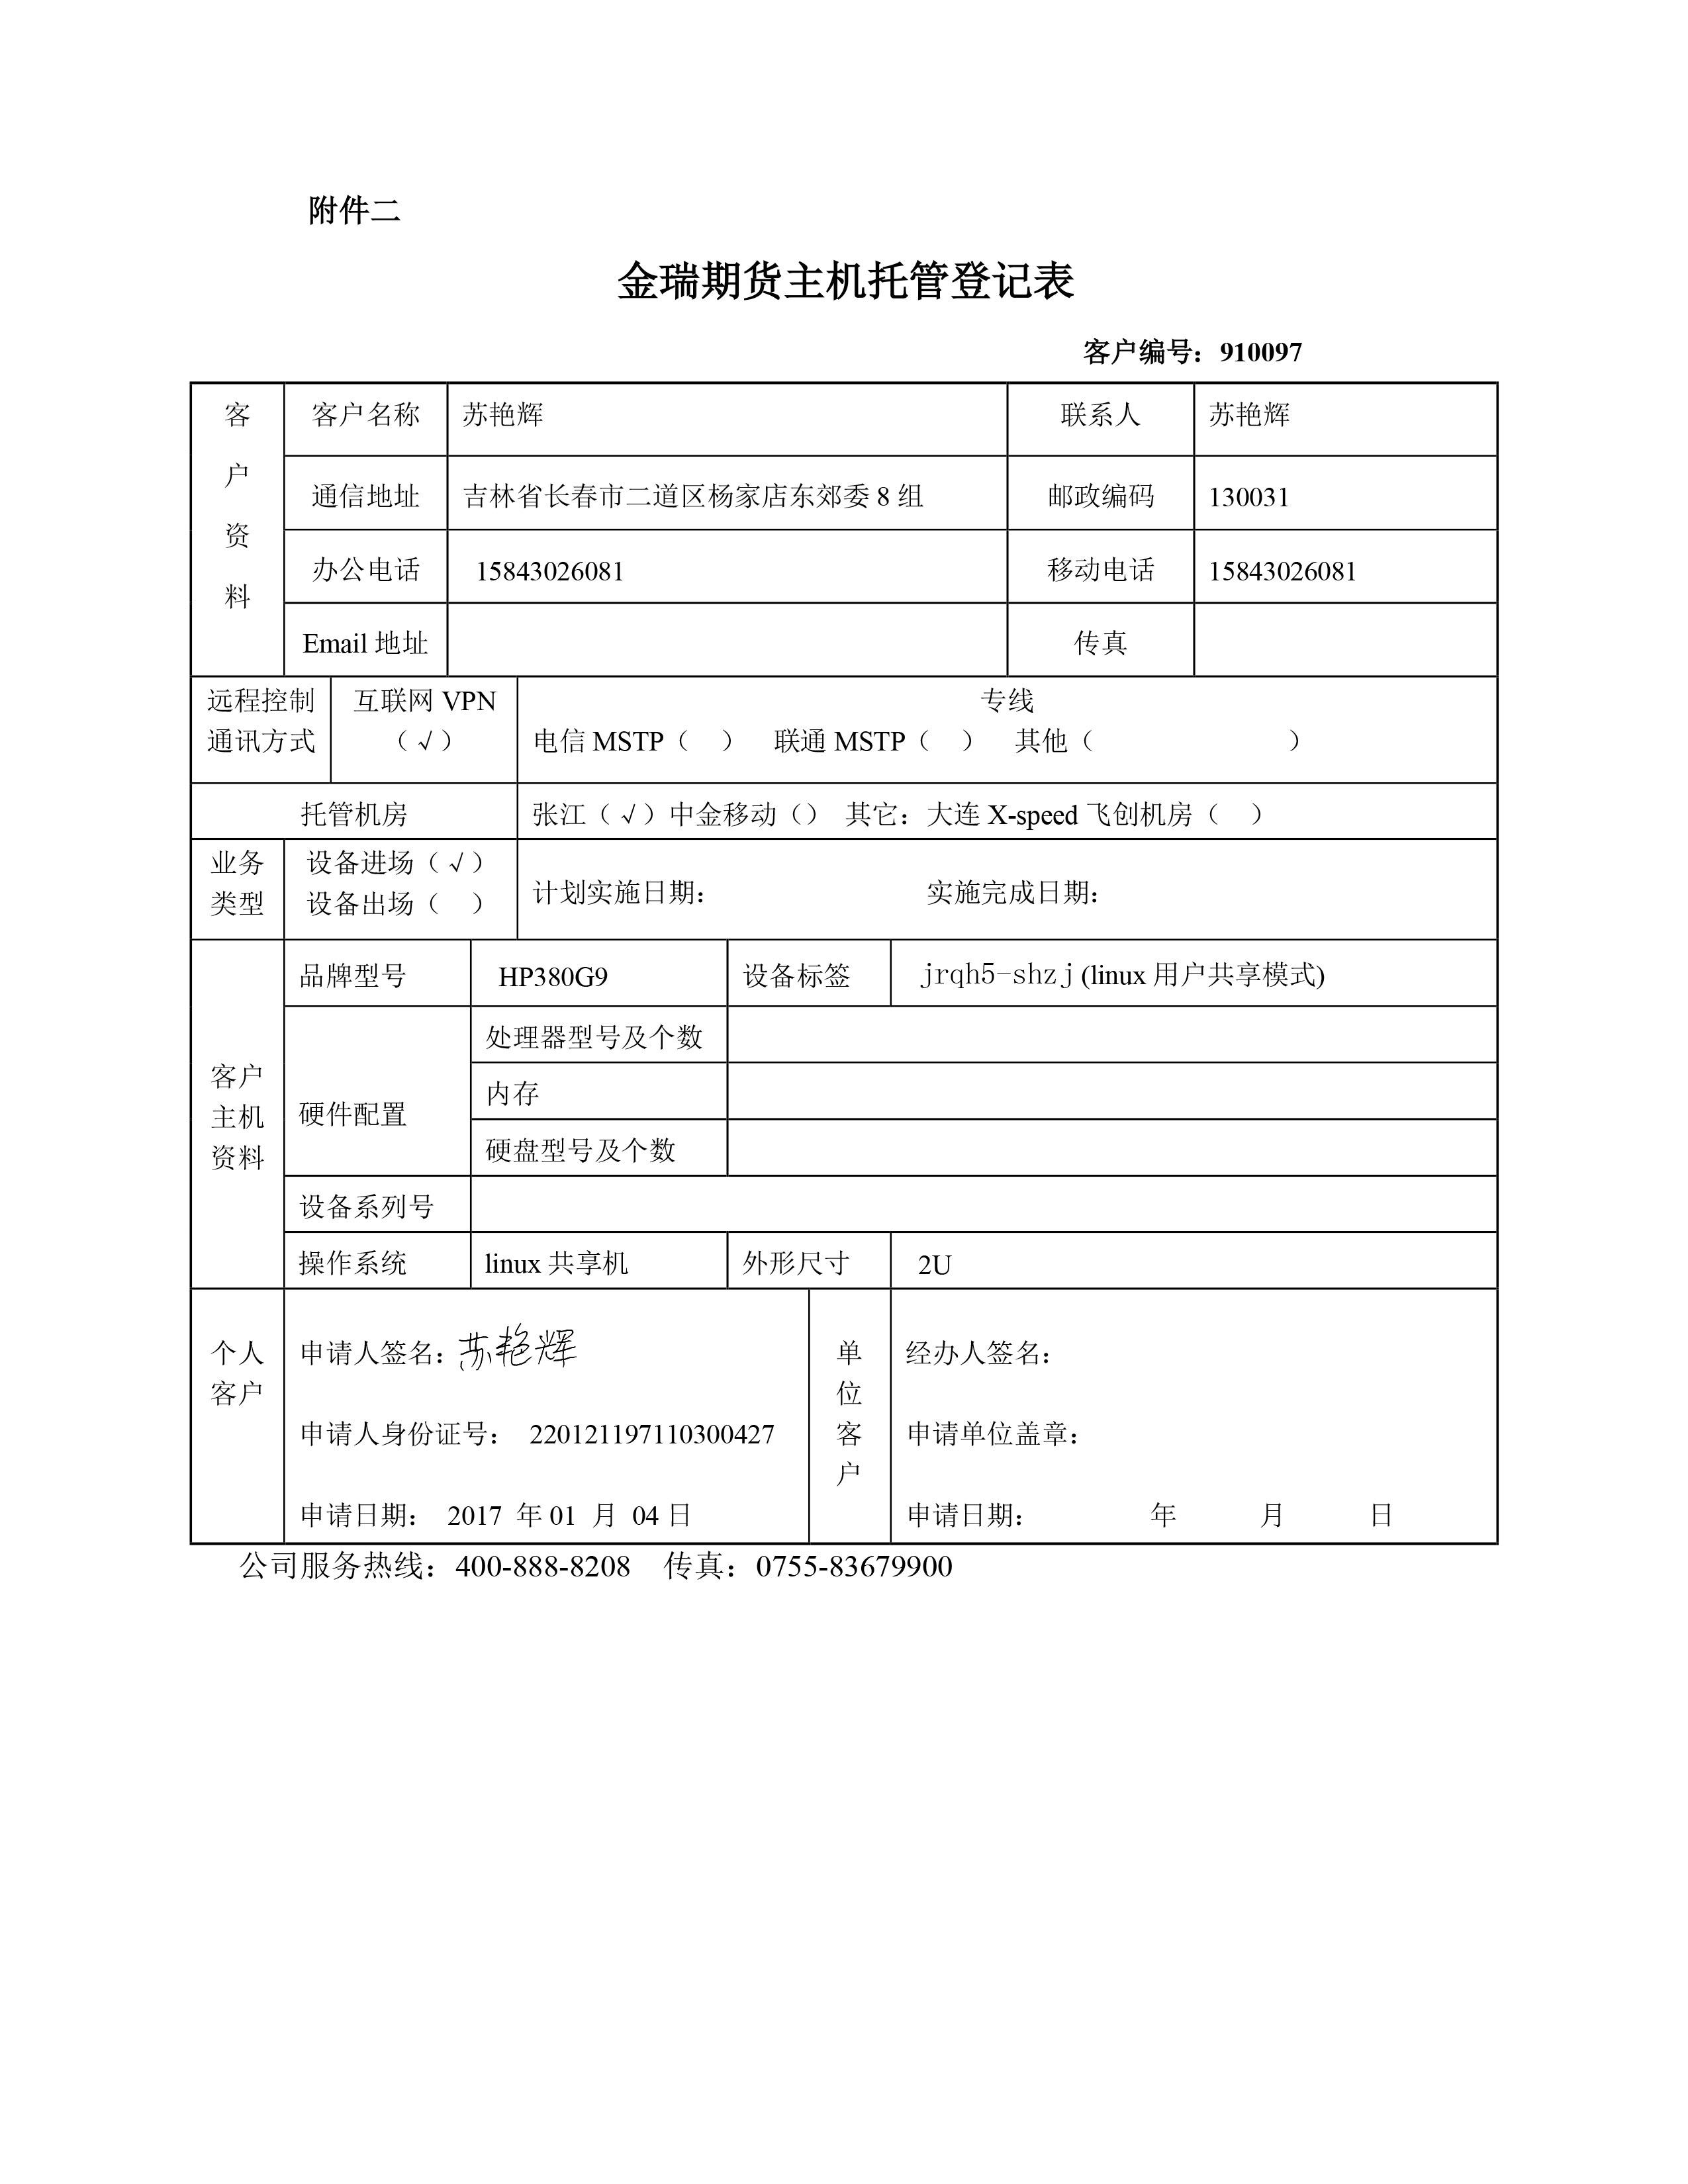 附件二
金瑞期货主机托管登记表
客户编号：910097
客户资料
客户名称 苏艳辉 联系人 苏艳辉
通信地址 吉林省长春市二道区杨家店东郊委 8 组 邮政编码 130031
办公电话 15843026081 移动电话 15843026081
Email 地址 传真
远程控制 互联网 VPN 专线
通讯方式 （√） 电信 MSTP（ ） 联通 MSTP（ ） 其他（ ）
托管机房 张江（√）中金移动（） 其它：大连 X-speed 飞创机房（ ）
业务 设备进场（√）
类型 设备出场（ ） 计划实施日期： 实施完成日期：
客户主机资料
品牌型号 HP380G9 设备标签 jrqh5-shzj(linux 用户共享模式)
硬件配置
处理器型号及个数
内存
硬盘型号及个数
设备系列号
操作系统 linux 共享机 外形尺寸 2U
个人客户 申请人签名：苏艳辉 单位客户 经办人签名：
申请人身份证号： 220121197110300427 申请单位盖章：
申请日期： 2017 年 01 月 04 日 申请日期： 年 月 日
公司服务热线：400-888-8208 传真：0755-83679900